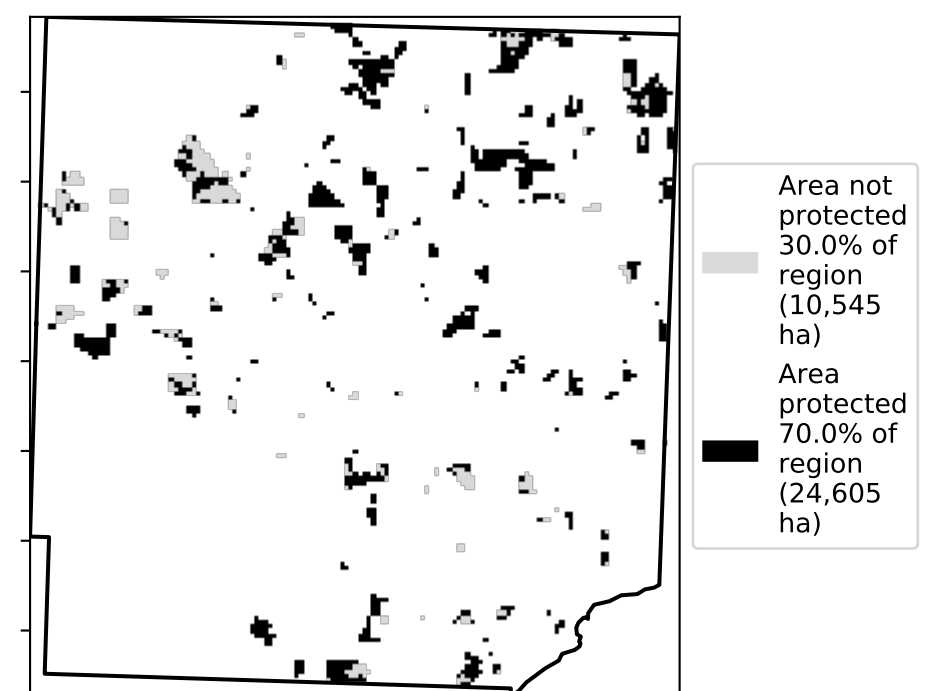 Area not
protected
30.0% of
region
(10,545
ha)
Area
protected
70.0% of
region
(24,605
ha)